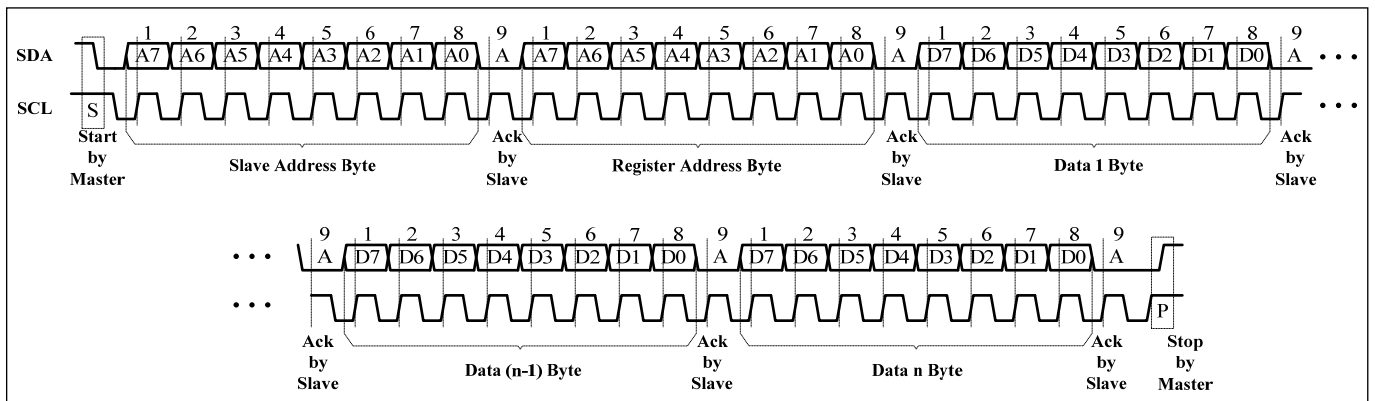 1 2 3 4 5 6 7 8 9 1 2 3 4 5 6 7 8 9 1 2 3 4 5 6 7 8 9
SDA A7 A6 A5 A4 A3 A2 A1 A0 A A7 A6 A5 A4 A3 A2 A1 A0 A D7 D6 D5 D4 D3 D2 D1 D0 A • • •
SCL S • • •
Start by Master
Slave Address Byte
Ack by Slave
Register Address Byte
Ack by Slave
Data 1 Byte
Ack by Slave
9 1 2 3 4 5 6 7 8 9 1 2 3 4 5 6 7 8 9
• • • A D7 D6 D5 D4 D3 D2 D1 D0 A D7 D6 D5 D4 D3 D2 D1 D0 A
• • • P
Ack by Slave
Data (n-1) Byte
Ack by Slave
Data n Byte
Ack by Slave
Stop by Master